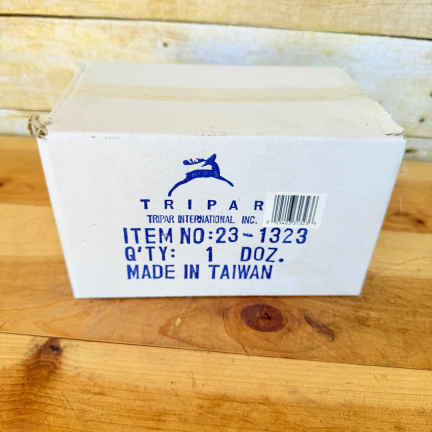 TRIPAR
TRIPAR INTERNATIONAL INC.
ITEM NO:23-1323
Q'TY: 1 DOZ.
MADE IN TAIWAN